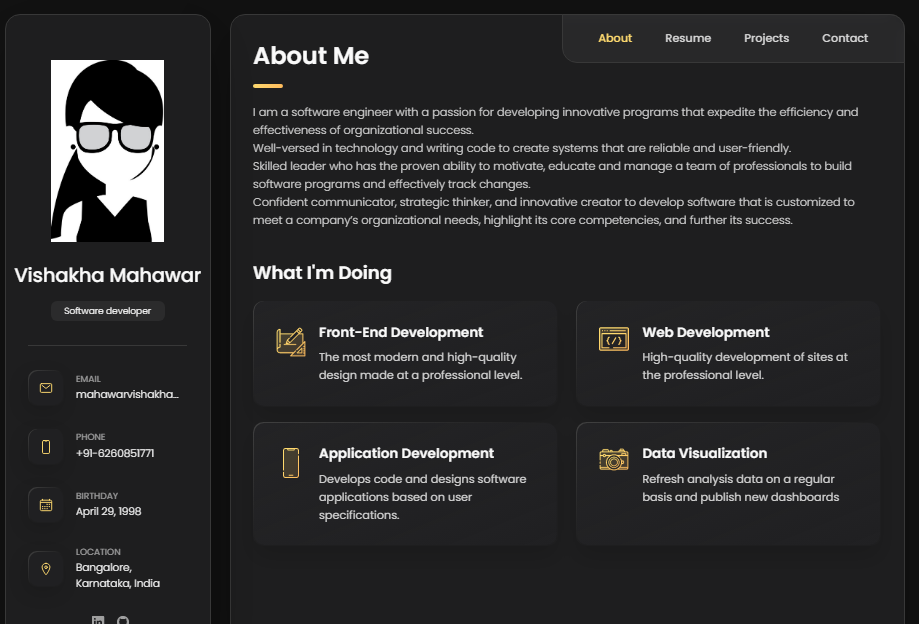 Vishakha Mahawar
Software developer
EMAIL
mahawarvishakha...
PHONE
+91-6260851771
BIRTHDAY
April 29, 1998
LOCATION
Bangalore,
Karnataka, India
About
Resume
Projects
Contact
About Me
I am a software engineer with a passion for developing innovative programs that expedite the efficiency and
effectiveness of organizational success.
Well-versed in technology and writing code to create systems that are reliable and user-friendly.
Skilled leader who has the proven ability to motivate, educate and manage a team of professionals to build
software programs and effectively track changes.
Confident communicator, strategic thinker, and innovative creator to develop software that is customized to
meet a company's organizational needs, highlight its core competencies, and further its success.
What I'm Doing
Front-End Development
The most modern and high-quality
design made at a professional level.
Web Development
High-quality development of sites at
the professional level.
Application Development
Develops code and designs software
applications based on user
specifications.
Data Visualization
Refresh analysis data on a regular
basis and publish new dashboards